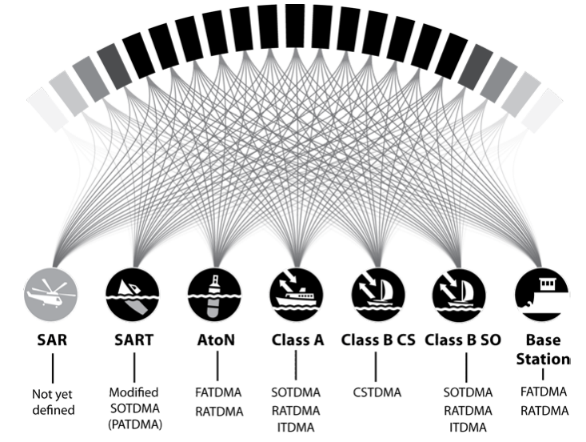 SAR SART AtoN Class A Class B CS Class B SO Base
Station
Not yet
defined
Modified
SOTDMA
(PATDMA)
FATDMA
RATDMA
SOTDMA
RATDMA
ITDMA
CSTDMA
SOTDMA
RATDMA
ITDMA
FATDMA
RATDMA